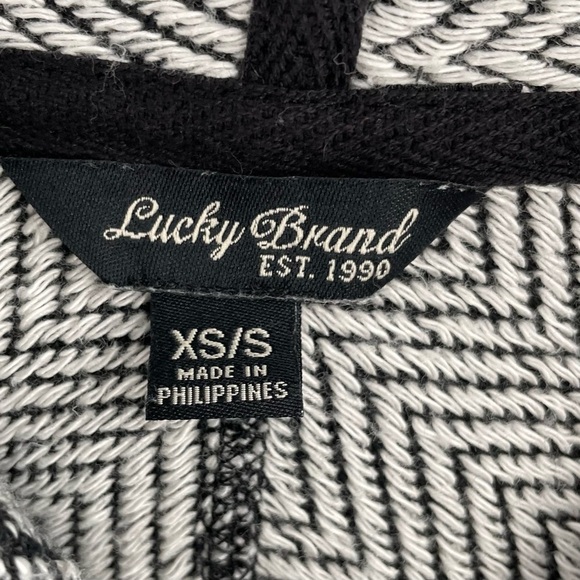 Lucky Brand
EST. 1990
XS/S
MADE IN
PHILIPPINES